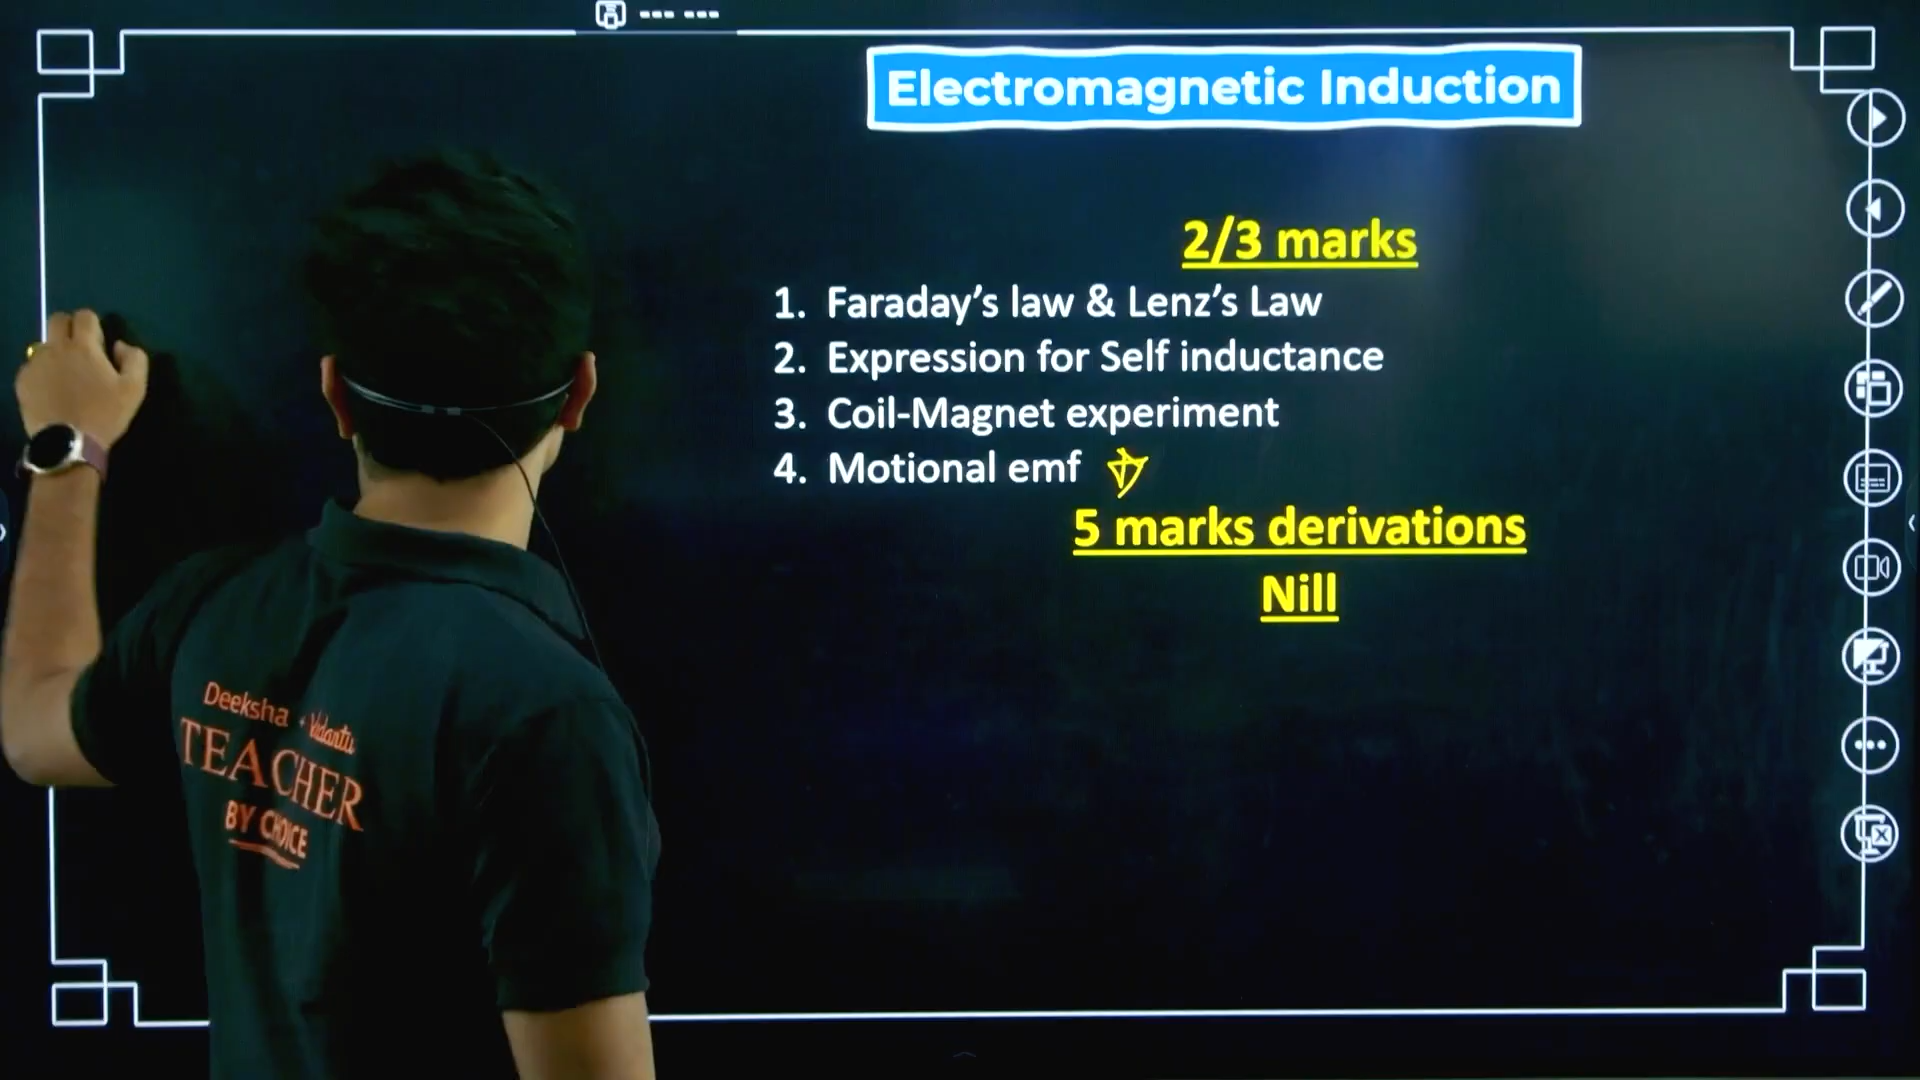 Electromagnetic Induction
2/3 marks
1. Faraday's law & Lenz's Law
2. Expression for Self inductance
3. Coil-Magnet experiment
4. Motional emf
5 marks derivations
Nill
Deeksha + Vedantu
TEACHER
BY CHOICE